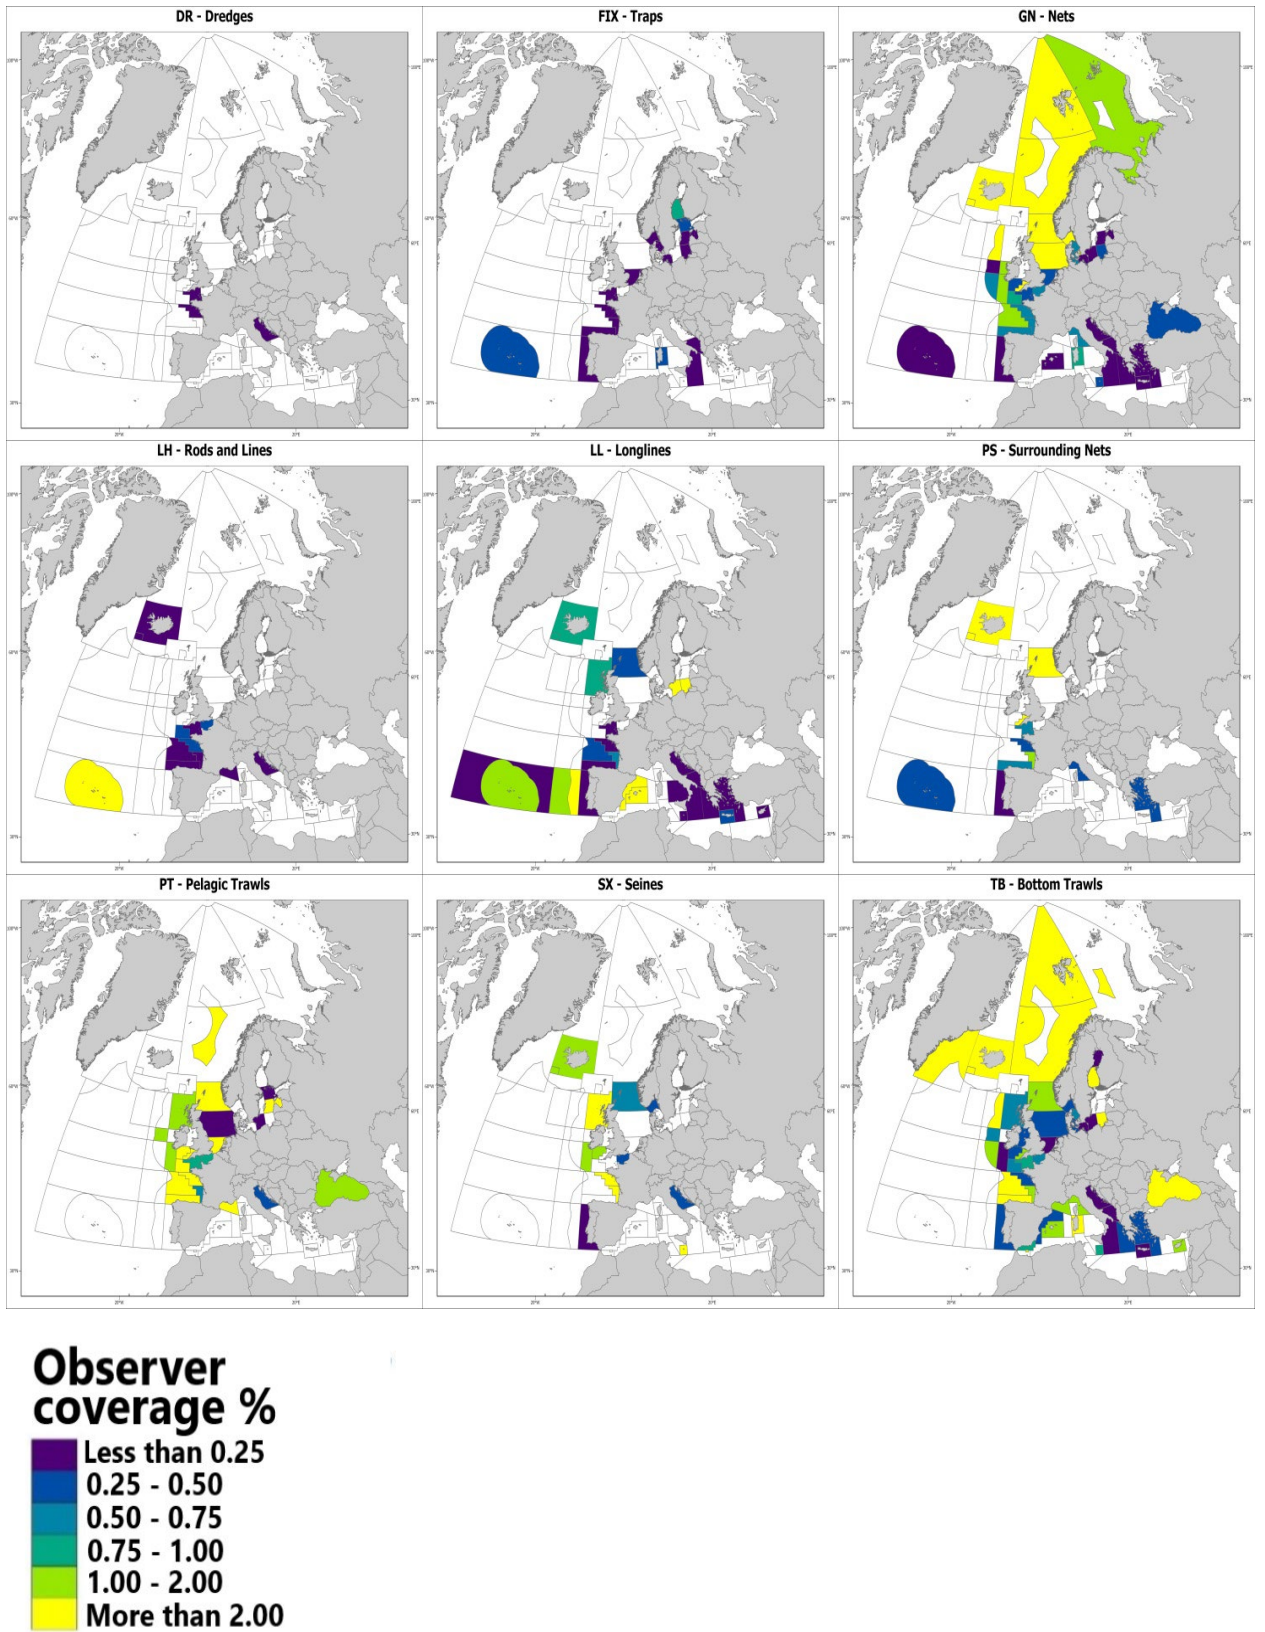 DR - Dredges
FIX - Traps
GN - Nets
LH - Rods and Lines
LL - Longlines
PS - Surrounding Nets
PT - Pelagic Trawls
SX - Seines
TB - Bottom Trawls
Observer
coverage %
Less than 0.25
0.25 - 0.50
0.50 - 0.75
0.75 - 1.00
1.00 - 2.00
More than 2.00